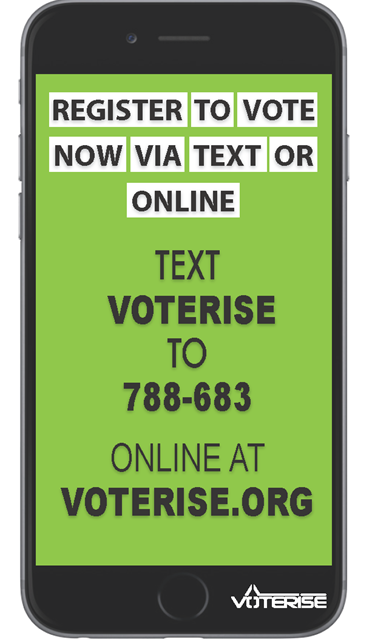 REGISTER TO VOTE
NOW VIA TEXT OR
ONLINE
TEXT
VOTERISE
TO
788-683
ONLINE AT
VOTERISE.ORG
VOTERISE